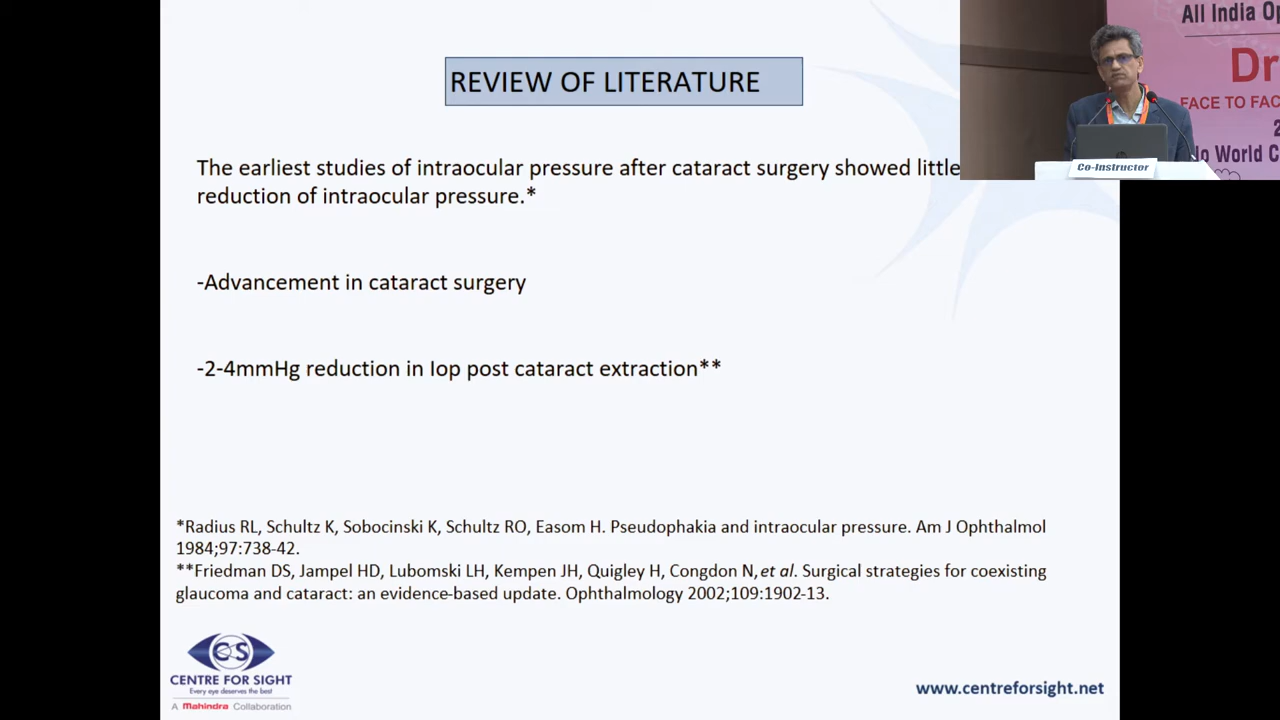 REVIEW OF LITERATURE
The earliest studies of intraocular pressure after cataract surgery showed little
reduction of intraocular pressure.*
-Advancement in cataract surgery
-2-4mmHg reduction in Iop post cataract extraction**
*Radius RL, Schultz K, Sobocinski K, Schultz RO, Easom H. Pseudophakia and intraocular pressure. Am J Ophthalmol
1984;97:738-42.
**Friedman DS, Jampel HD, Lubomski LH, Kempen JH, Quigley H, Congdon N, et al. Surgical strategies for coexisting
glaucoma and cataract: an evidence-based update. Ophthalmology 2002;109:1902-13.
CS
CENTRE FOR SIGHT
Every eye deserves the best
A Mahindra Collaboration
www.centreforsight.net
All India Op
Dr
FACE TO FAC
2
io World C
Co-Instructor